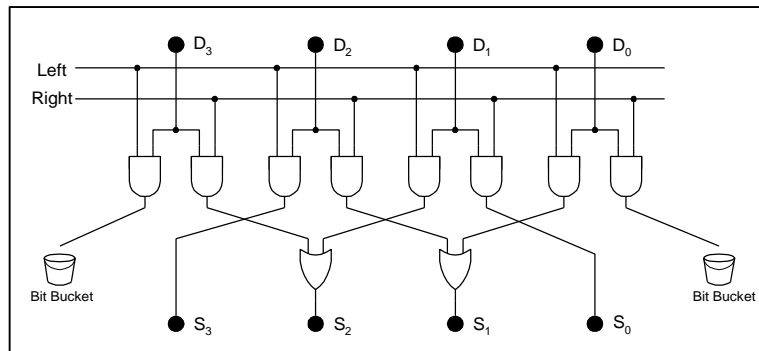 D3 D2 D1 D0
Left
Right
Bit Bucket Bit Bucket
S3 S2 S1 S0